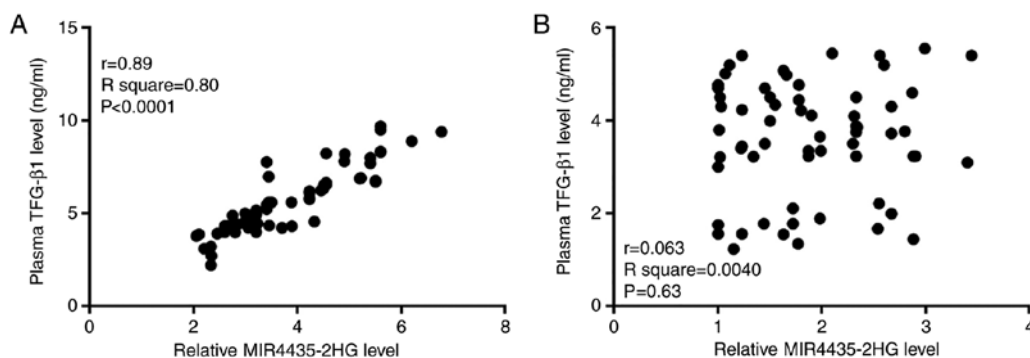 A
Plasma TFG-β1 level (ng/ml)
15
10
5
0
r=0.89
R square=0.80
P<0.0001
0
2
4
6
8
Relative MIR4435-2HG level
B
Plasma TFG-β1 level (ng/ml)
6
4
2
0
r=0.063
R square=0.0040
P=0.63
0
1
2
3
4
Relative MIR4435-2HG level